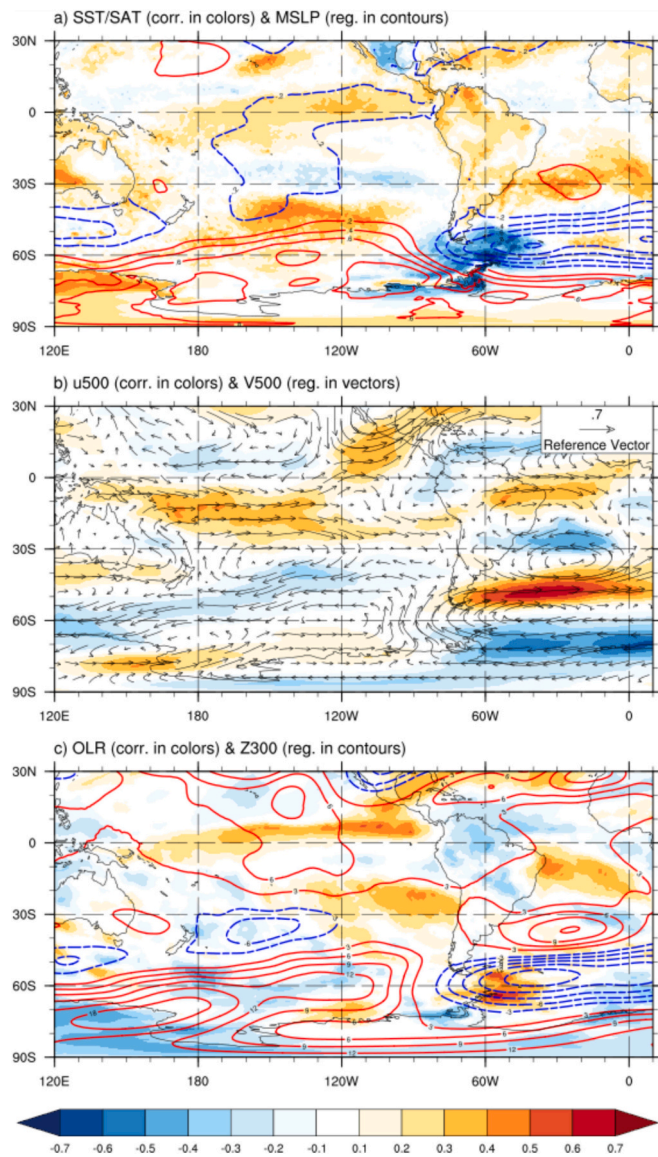 a) SST/SAT (corr. in colors) & MSLP (reg. in contours)
30N
0
30S
60S
90S
120E 180 120W 60W 0
b) u500 (corr. in colors) & V500 (reg. in vectors)
30N
.7
Reference Vector
0
30S
60S
90S
120E 180 120W 60W 0
c) OLR (corr. in colors) & Z300 (reg. in contours)
30N
0
30S
60S
90S
120E 180 120W 60W 0
-0.7 -0.6 -0.5 -0.4 -0.3 -0.2 -0.1 0.1 0.2 0.3 0.4 0.5 0.6 0.7